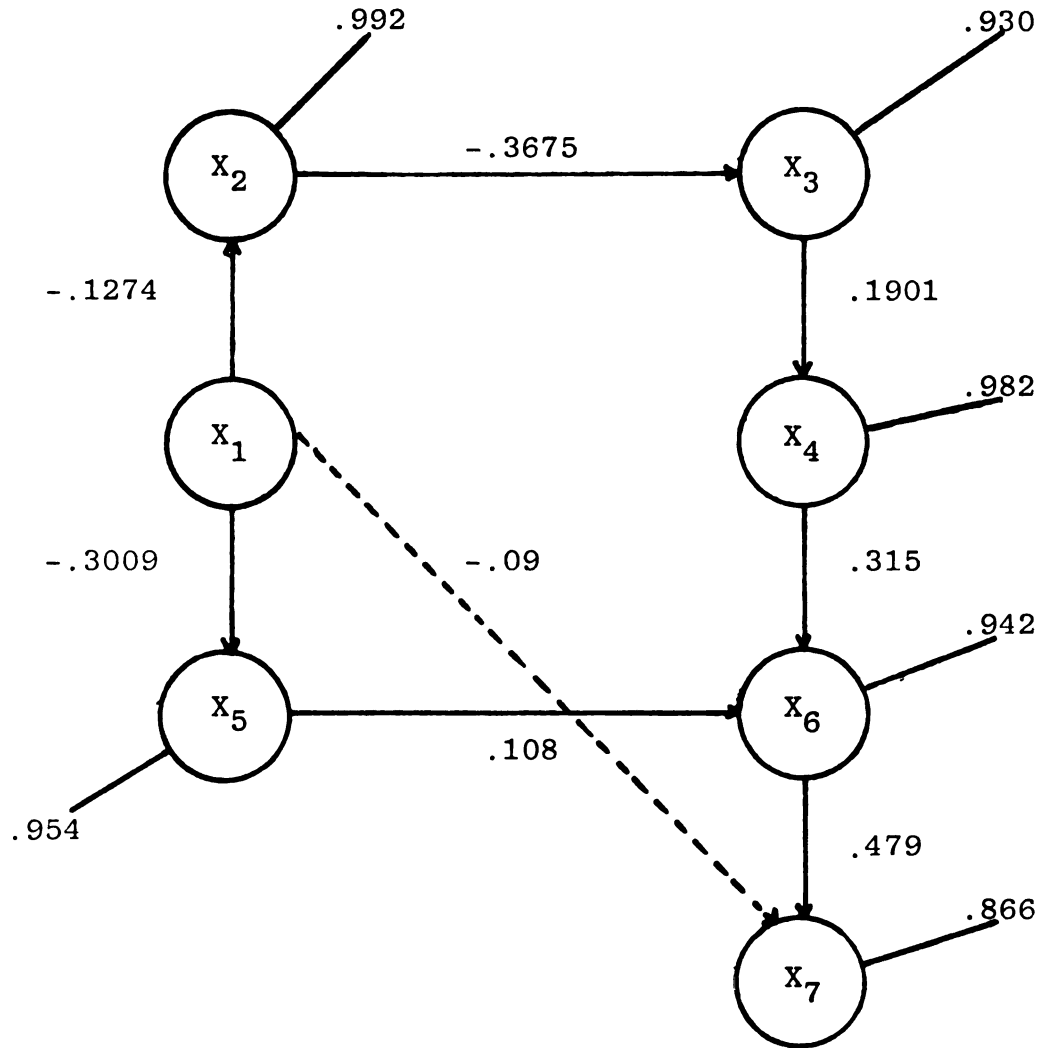 .992
.930
X2
-.3675
X3
-.1274
.1901
.982
X1
X4
-.3009
-.09
.315
.942
X5
X6
.108
.954
.479
.866
X7